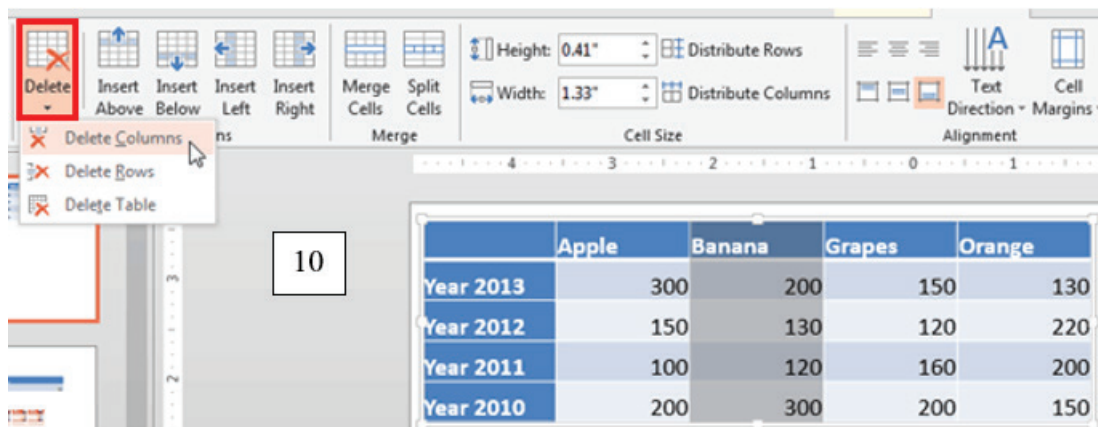 Delete
Insert Above
Insert Below
Insert Left
Insert Right
Merge Cells
Split Cells
Height: 0.41"
Width: 1.33"
Distribute Rows
Distribute Columns
Text Direction
Cell Margins
ns
Merge
Cell Size
Alignment
Delete Columns
Delete Rows
Delete Table
4 3 2 1 0 1
3
2
10
Apple Banana Grapes Orange
Year 2013 300 200 150 130
Year 2012 150 130 120 220
Year 2011 100 120 160 200
Year 2010 200 300 200 150